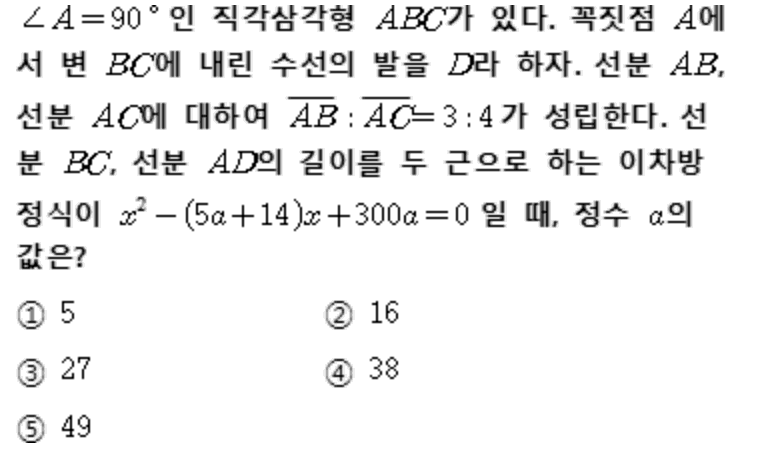 ∠A=90°인 직각삼각형 ABC가 있다. 꼭짓점 A에
서 변 BC에 내린 수선의 발을 D라 하자. 선분 AB,
선분 AC에 대하여 \overline{AB} : \overline{AC}=3:4가 성립한다. 선
분 BC, 선분 AD의 길이를 두 근으로 하는 이차방
정식이 x²-(5a+14)x+300a=0 일 때, 정수 a의
값은?
① 5 ② 16
③ 27 ④ 38
⑤ 49